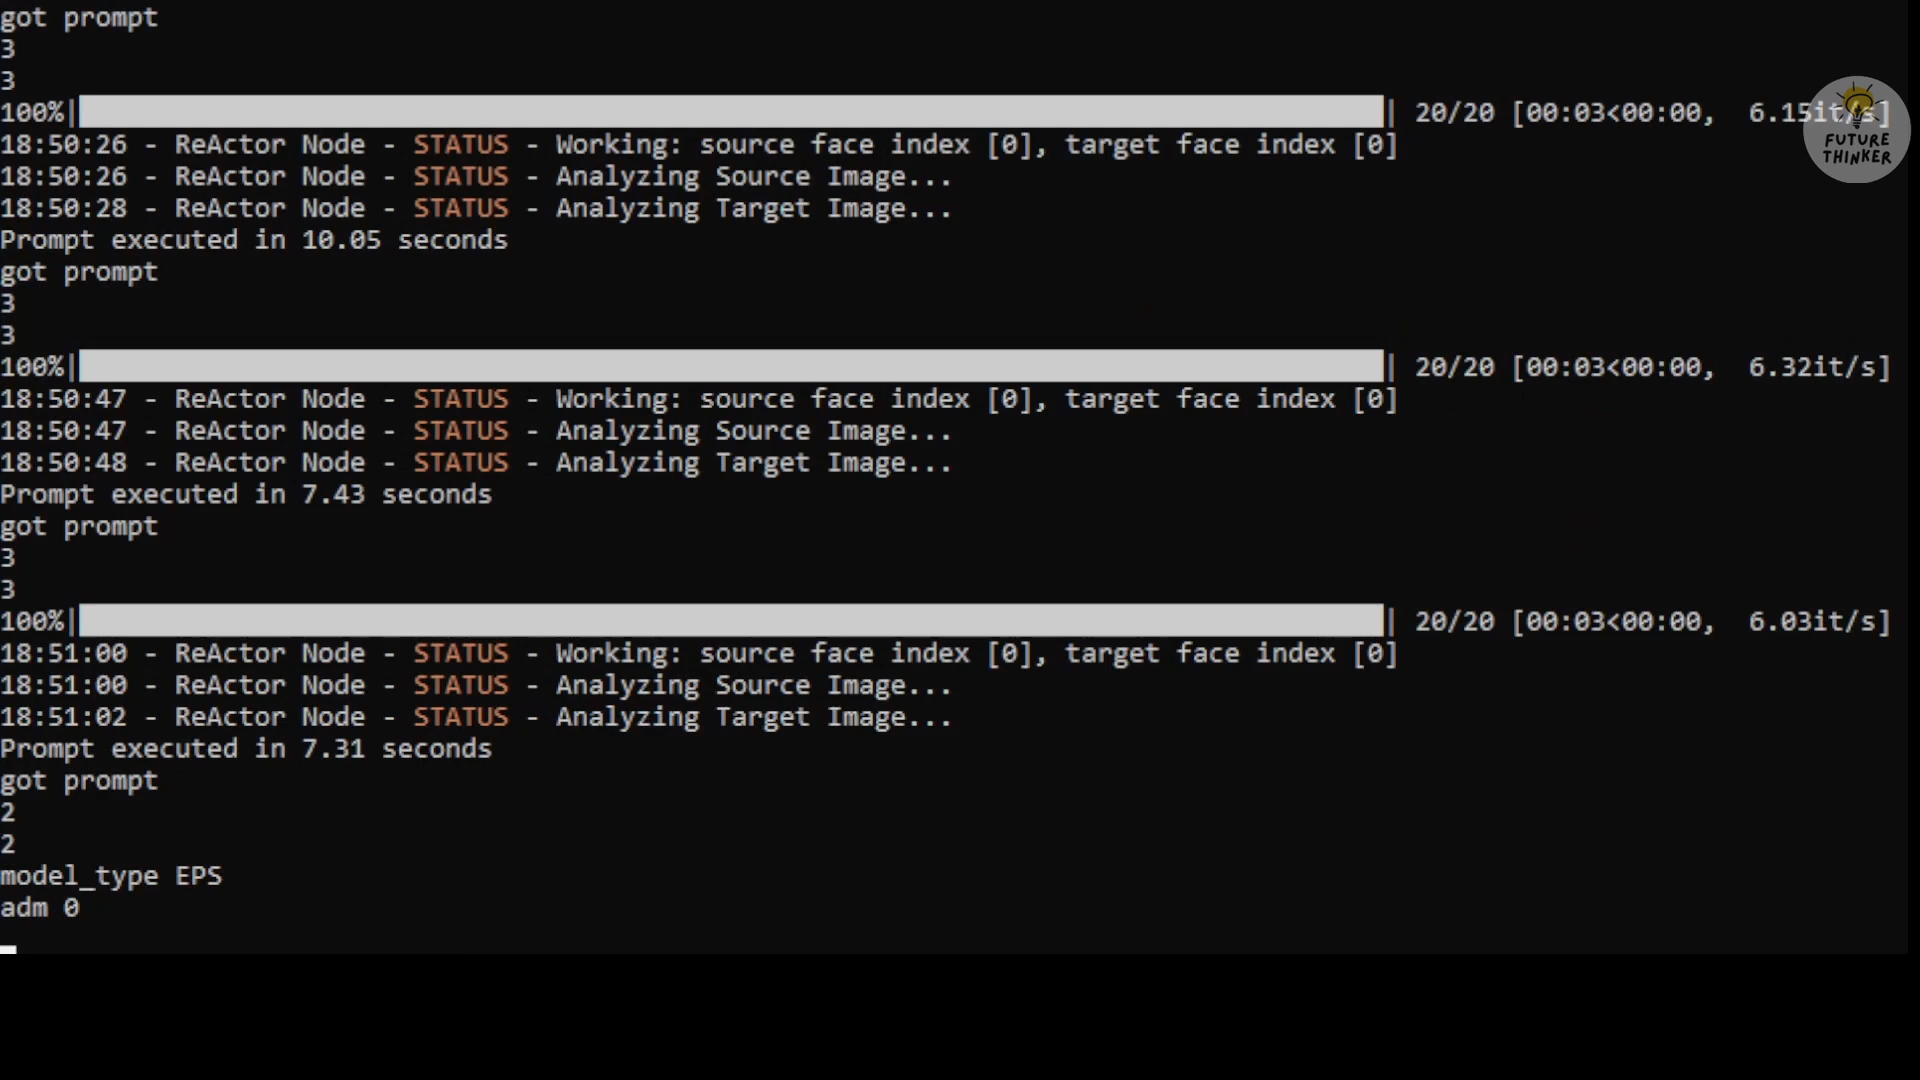 got prompt
3
3
100%| | 20/20 [00:03<00:00, 6.15it/s]
18:50:26 - ReActor Node - STATUS - Working: source face index [0], target face index [0]
18:50:26 - ReActor Node - STATUS - Analyzing Source Image...
18:50:28 - ReActor Node - STATUS - Analyzing Target Image...
Prompt executed in 10.05 seconds
got prompt
3
3
100%| | 20/20 [00:03<00:00, 6.32it/s]
18:50:47 - ReActor Node - STATUS - Working: source face index [0], target face index [0]
18:50:47 - ReActor Node - STATUS - Analyzing Source Image...
18:50:48 - ReActor Node - STATUS - Analyzing Target Image...
Prompt executed in 7.43 seconds
got prompt
3
3
100%| | 20/20 [00:03<00:00, 6.03it/s]
18:51:00 - ReActor Node - STATUS - Working: source face index [0], target face index [0]
18:51:00 - ReActor Node - STATUS - Analyzing Source Image...
18:51:02 - ReActor Node - STATUS - Analyzing Target Image...
Prompt executed in 7.31 seconds
got prompt
2
2
model_type EPS
adm 0
FUTURE
THINKER